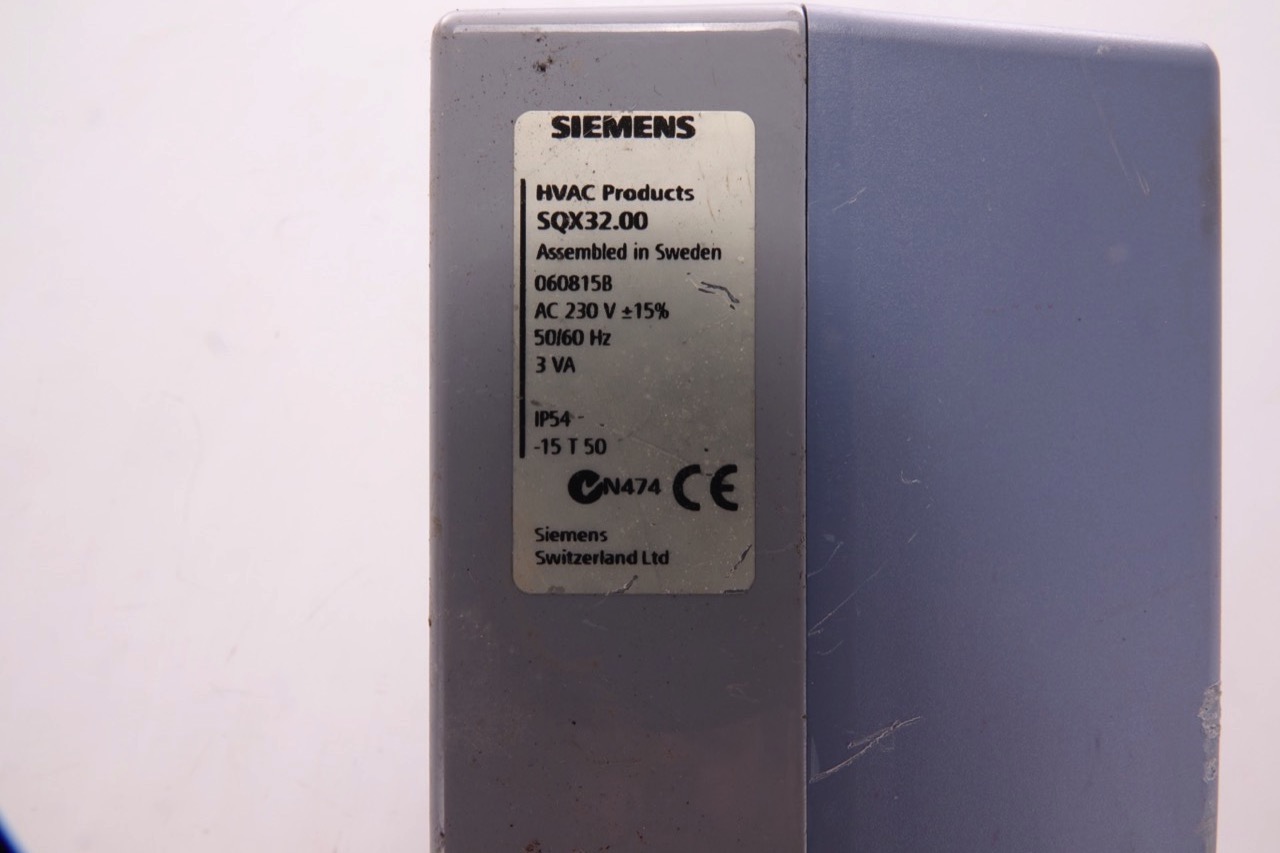 SIEMENS
HVAC Products
SQX32.00
Assembled in Sweden
060815B
AC 230 V ±15%
50/60 Hz
3 VA
IP54
-15 T 50
N474 CE
Siemens
Switzerland Ltd